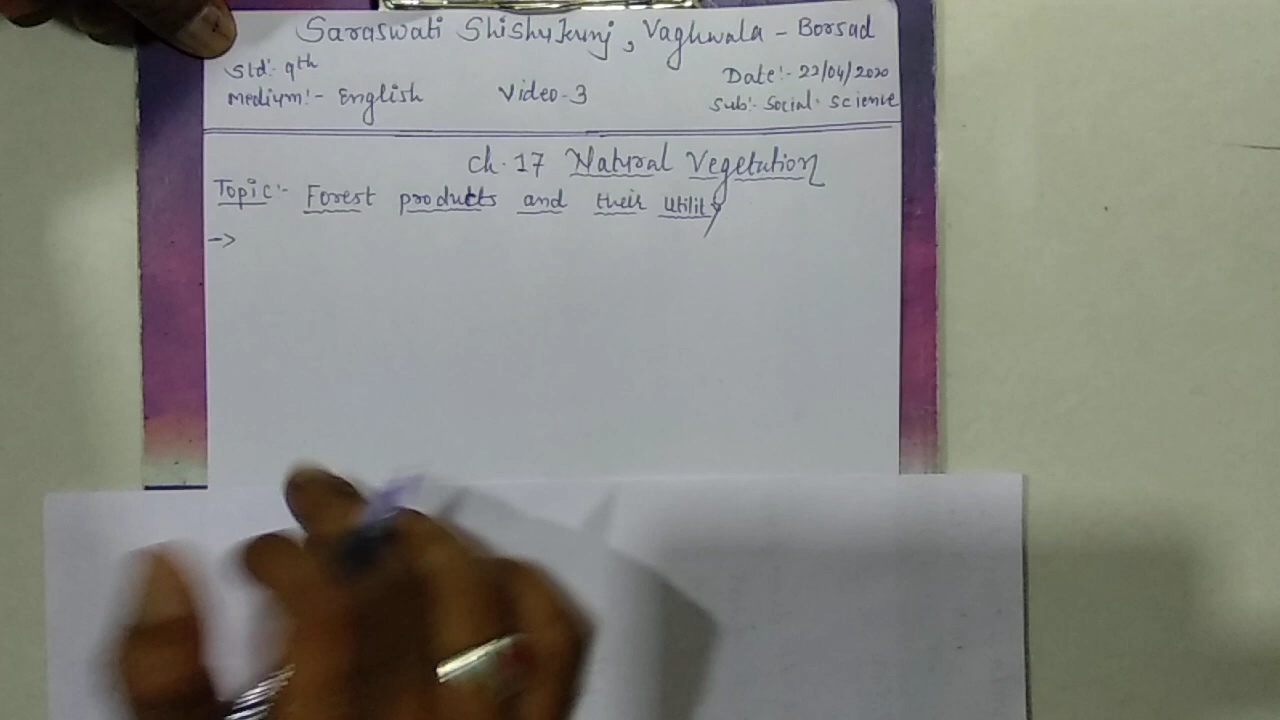 Saraswati Shishukunj, Vaghwala - Borsad
Std:- 9th
Date:- 22/04/2020
Medium:- English Video-3 Sub:- Social Science
Ch. 17 Natural Vegetation
Topic:- Forest products and their Utility
->